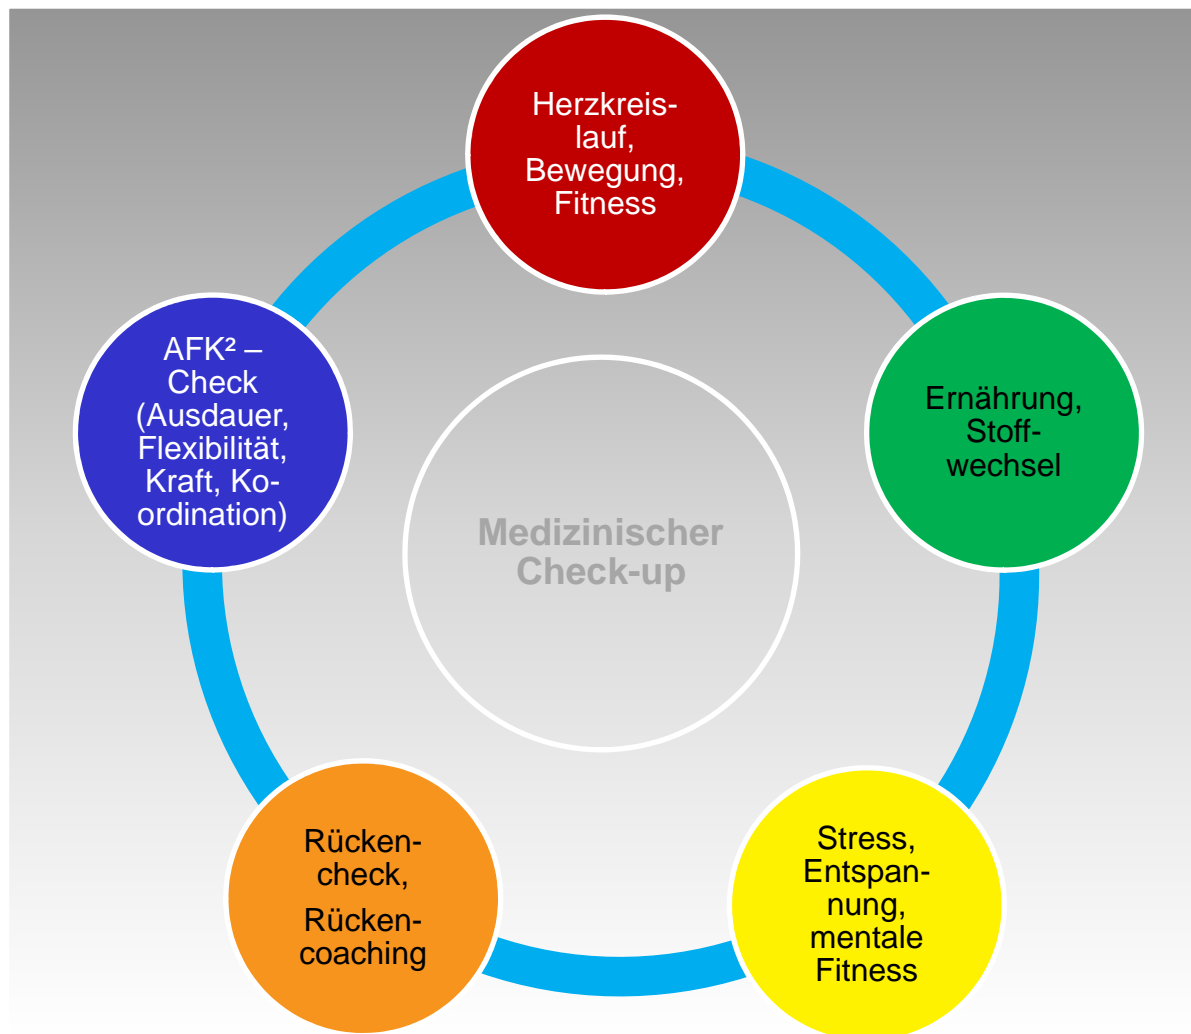 Herzkreis-
lauf,
Bewegung,
Fitness
Ernährung,
Stoff-
wechsel
Stress,
Entspan-
nung,
mentale
Fitness
Rücken-
check,
Rücken-
coaching
AFK² –
Check
(Ausdauer,
Flexibilität,
Kraft, Ko-
ordination)
Medizinischer
Check-up